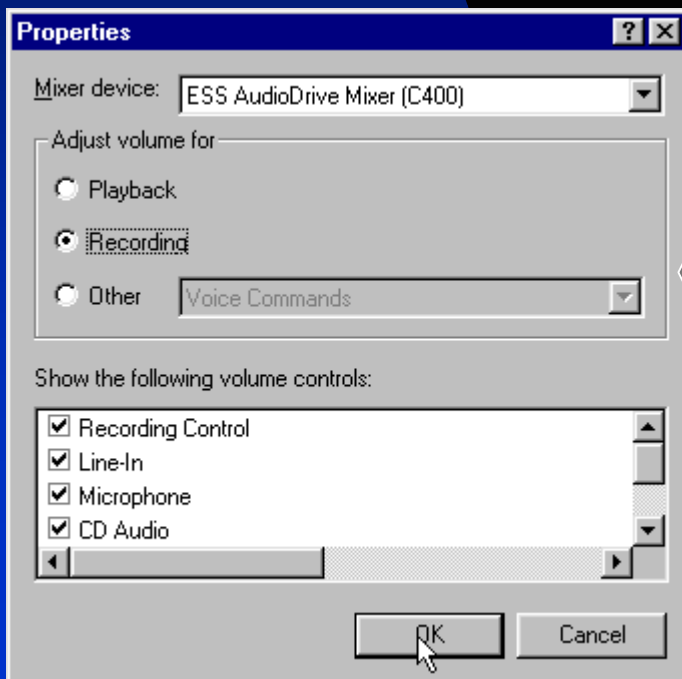 Properties
Mixer device: ESS AudioDrive Mixer (C400)
Adjust volume for
Playback
Recording
Other Voice Commands
Show the following volume controls:
Recording Control
Line-In
Microphone
CD Audio
OK Cancel